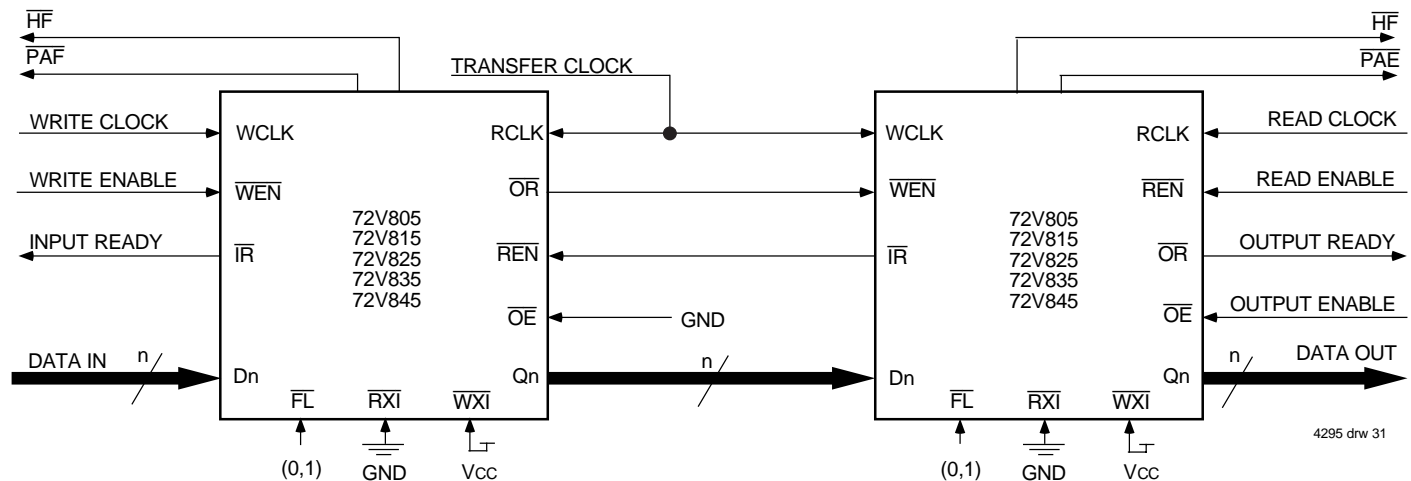 HF
HF
PAF
PAE
TRANSFER CLOCK
WRITE CLOCK
WCLK
RCLK
WCLK
RCLK
READ CLOCK
WRITE ENABLE
WEN
OR
WEN
REN
READ ENABLE
72V805
72V815
72V825
72V835
72V845
72V805
72V815
72V825
72V835
72V845
INPUT READY
IR
REN
IR
OR
OUTPUT READY
OE
GND
OE
OUTPUT ENABLE
DATA IN
n
Dn
Qn
n
Dn
Qn
n
DATA OUT
FL
RXI
WXI
FL
RXI
WXI
(0,1)
GND
VCC
(0,1)
GND
VCC
4295 drw 31